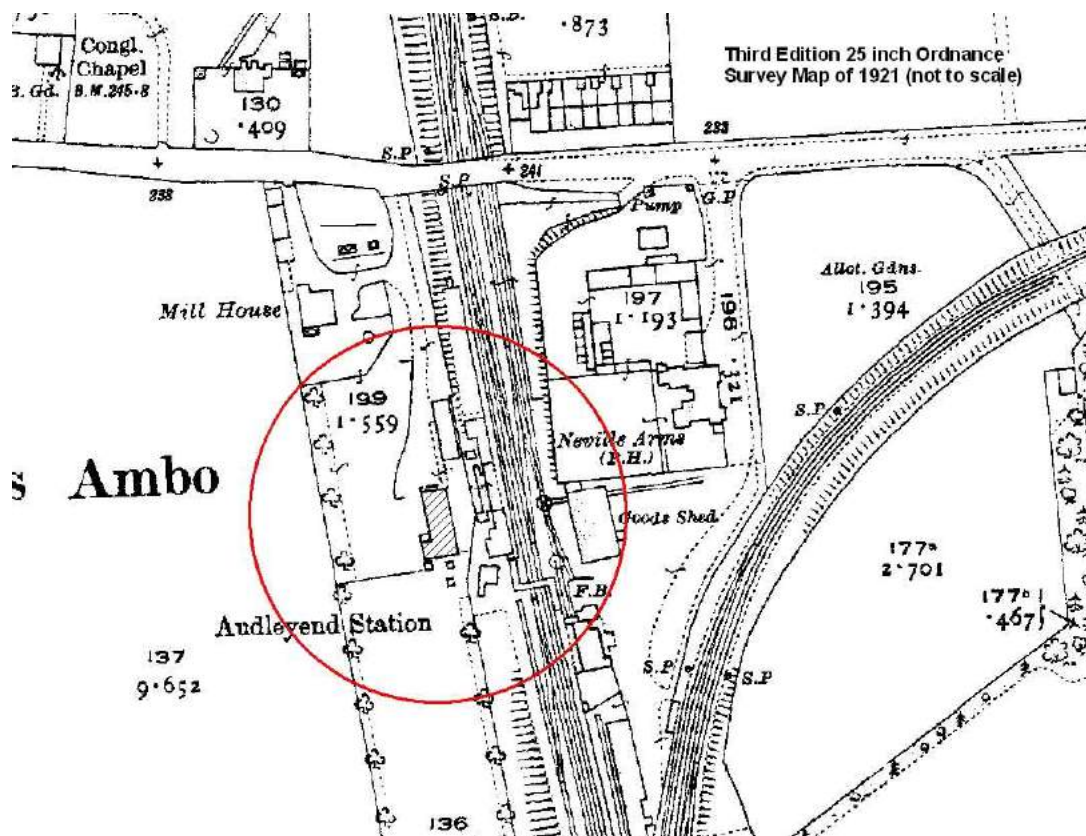 Third Edition 25 inch Ordnance
Survey Map of 1921 (not to scale)
·873
Congl.
Chapel
B.M. 245·8
Gd.
130
·409
S.P
S.P
241
233
238
Pump
G.P
Mill House
197
1·193
196
·321
Allot. Gdns.
195
1·394
199
1·559
S.P.
Neville Arms
(P.H.)
s Ambo
Goods Shed
177ª
2·701
177ᵇ
·467
F.B.
Audleyend Station
137
9·652
S.P
S.P
136